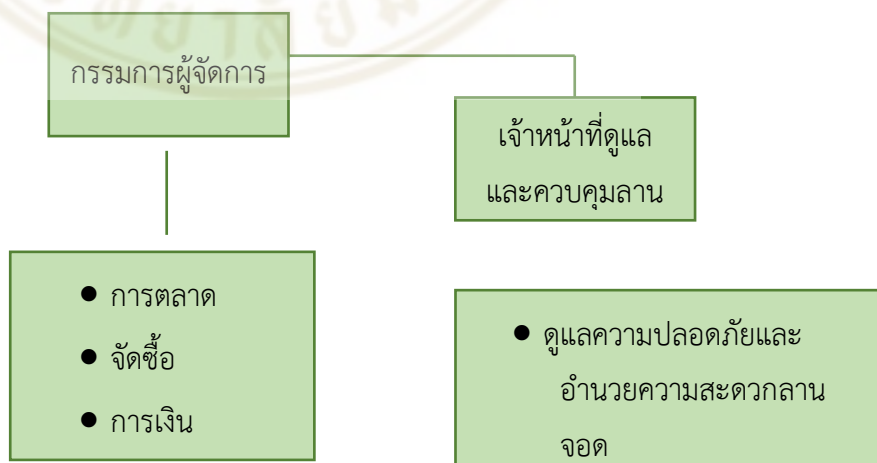 กรรมการผู้จัดการ
เจ้าหน้าที่ดูแล
และควบคุมลาน
● การตลาด
● จัดซื้อ
● การเงิน
● ดูแลความปลอดภัยและ
อำนวยความสะดวกลาน
จอด